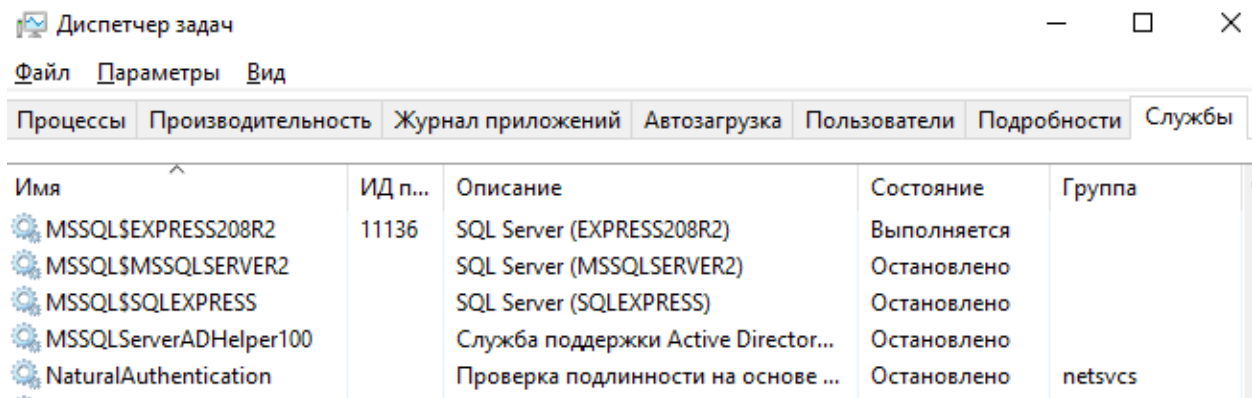 Диспетчер задач
Файл Параметры Вид
Процессы Производительность Журнал приложений Автозагрузка Пользователи Подробности Службы
Имя ИД п... Описание Состояние Группа
MSSQL$EXPRESS208R2 11136 SQL Server (EXPRESS208R2) Выполняется
MSSQL$MSSQLSERVER2 SQL Server (MSSQLSERVER2) Остановлено
MSSQL$SQLEXPRESS SQL Server (SQLEXPRESS) Остановлено
MSSQLServerADHelper100 Служба поддержки Active Director... Остановлено
NaturalAuthentication Проверка подлинности на основе ... Остановлено netsvcs